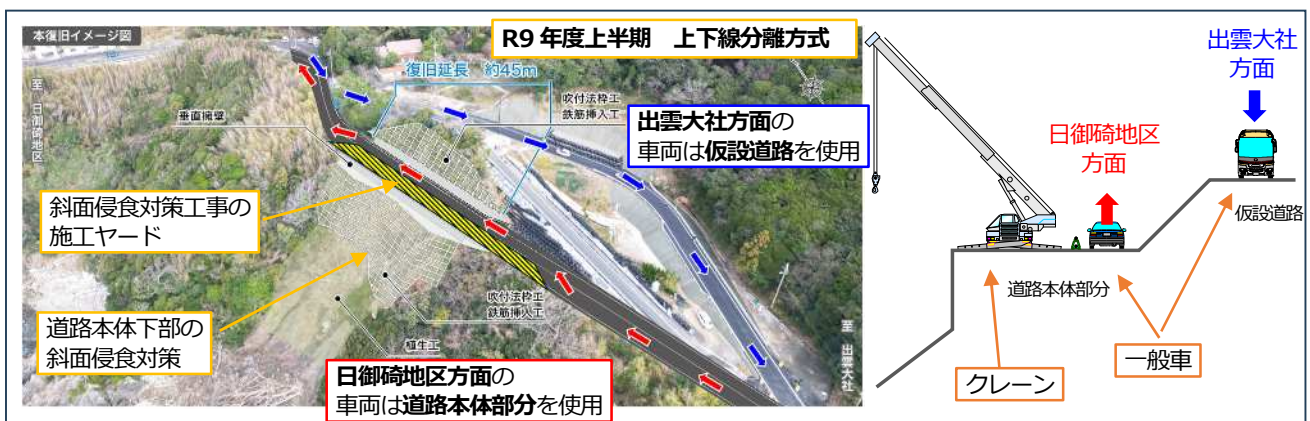 本復旧イメージ図
R9 年度上半期 上下線分離方式
至 日御碕地区
復旧延長 約45m
垂直擁壁
吹付法枠工
鉄筋挿入工
出雲大社方面の
車両は仮設道路を使用
斜面侵食対策工事の
施工ヤード
道路本体下部の
斜面侵食対策
吹付法枠工
鉄筋挿入工
植生工
日御碕地区方面の
車両は道路本体部分を使用
至 出雲大社
出雲大社
方面
日御碕地区
方面
仮設道路
道路本体部分
クレーン
一般車